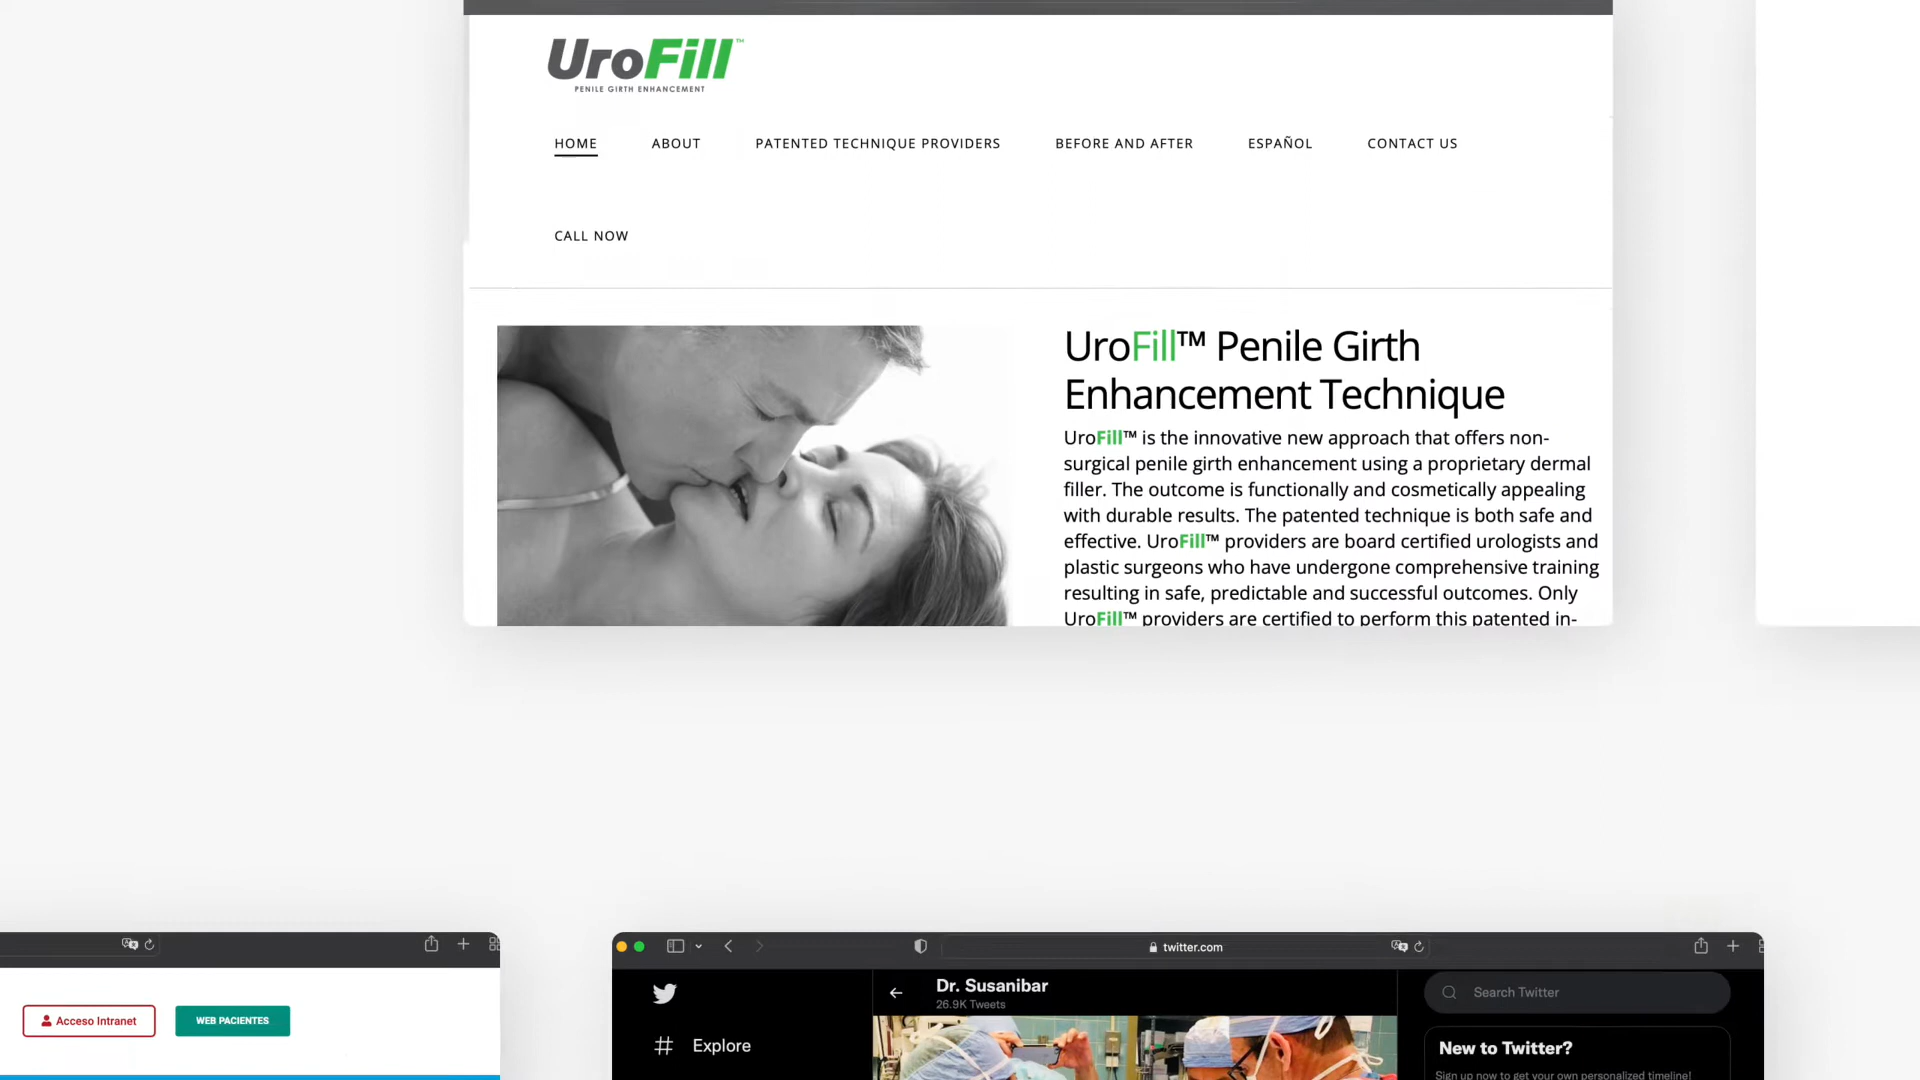 UroFill™
PENILE GIRTH ENHANCEMENT
HOME ABOUT PATENTED TECHNIQUE PROVIDERS BEFORE AND AFTER ESPAÑOL CONTACT US
CALL NOW
UroFill™ Penile Girth
Enhancement Technique
UroFill™ is the innovative new approach that offers non-
surgical penile girth enhancement using a proprietary dermal
filler. The outcome is functionally and cosmetically appealing
with durable results. The patented technique is both safe and
effective. UroFill™ providers are board certified urologists and
plastic surgeons who have undergone comprehensive training
resulting in safe, predictable and successful outcomes. Only
UroFill™ providers are certified to perform this patented in-
Acceso Intranet
WEB PACIENTES
twitter.com
Dr. Susanibar
26.9K Tweets
Search Twitter
Explore
New to Twitter?
Sign up now to get your own personalized timeline!